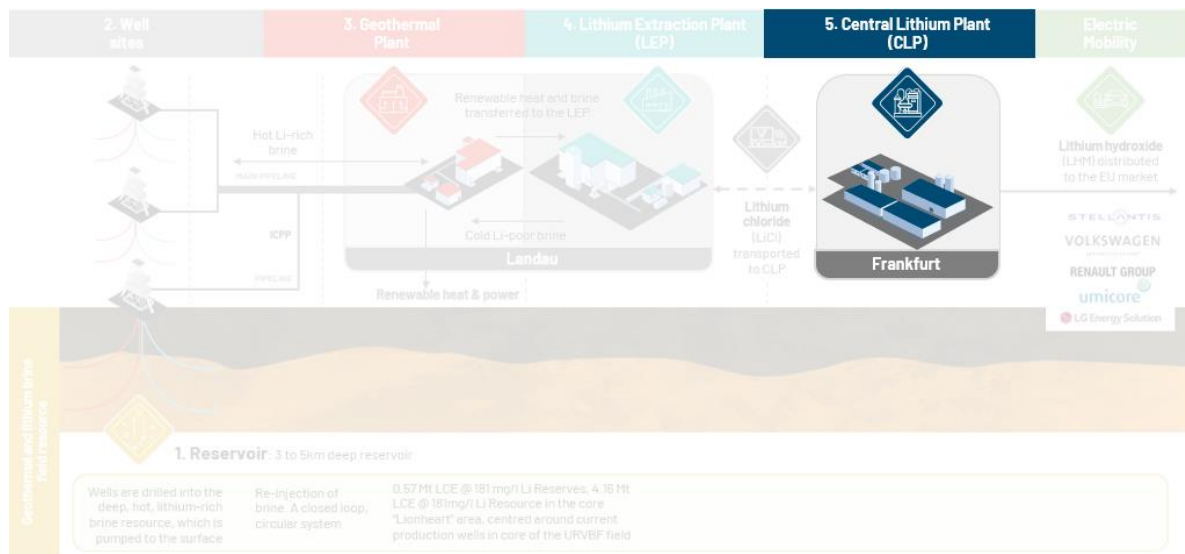 2. Well
sites
3. Geothermal
Plant
4. Lithium Extraction Plant
(LEP)
5. Central Lithium Plant
(CLP)
Electric
Mobility
Renewable heat and brine
transferred to the LEP
Hot Li-rich
brine
MAIN PIPELINE
ICPP
PIPELINE
Cold Li-poor brine
Landau
Renewable heat & power
Lithium
chloride
(LiCl)
transported
to CLP
Frankfurt
Lithium hydroxide
(LHM) distributed
to the EU market
STELLANTIS
VOLKSWAGEN
RENAULT GROUP
umicore
LG Energy Solution
Geothermal and lithium brine
field resource
1. Reservoir: 3 to 5km deep reservoir
Wells are drilled into the
deep, hot, lithium-rich
brine resource, which is
pumped to the surface
Re-injection of
brine. A closed loop,
circular system
0.57 Mt LCE @ 181 mg/l Li Reserves, 4.16 Mt
LCE @ 181mg/l Li Resource in the core
"Lionheart" area, centred around current
production wells in core of the URVBF field